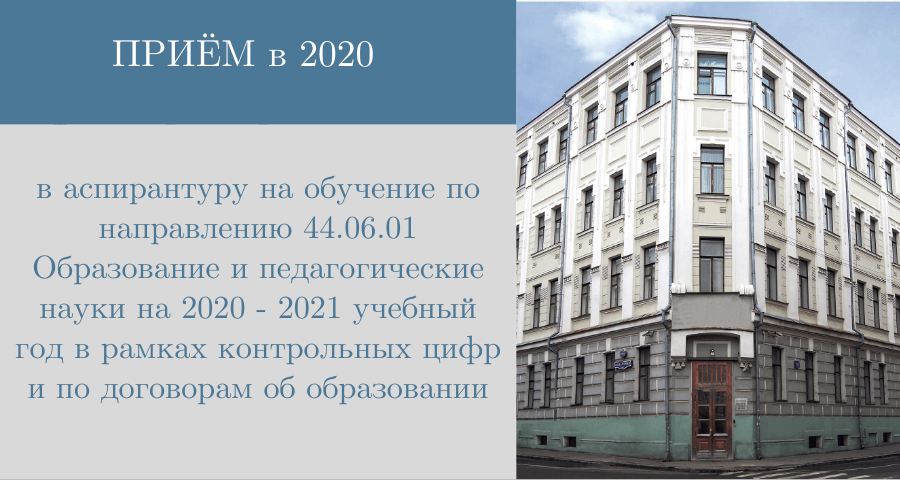 ПРИЁМ в 2020
в аспирантуру на обучение по
направлению 44.06.01
Образование и педагогические
науки на 2020 - 2021 учебный
год в рамках контрольных цифр
и по договорам об образовании